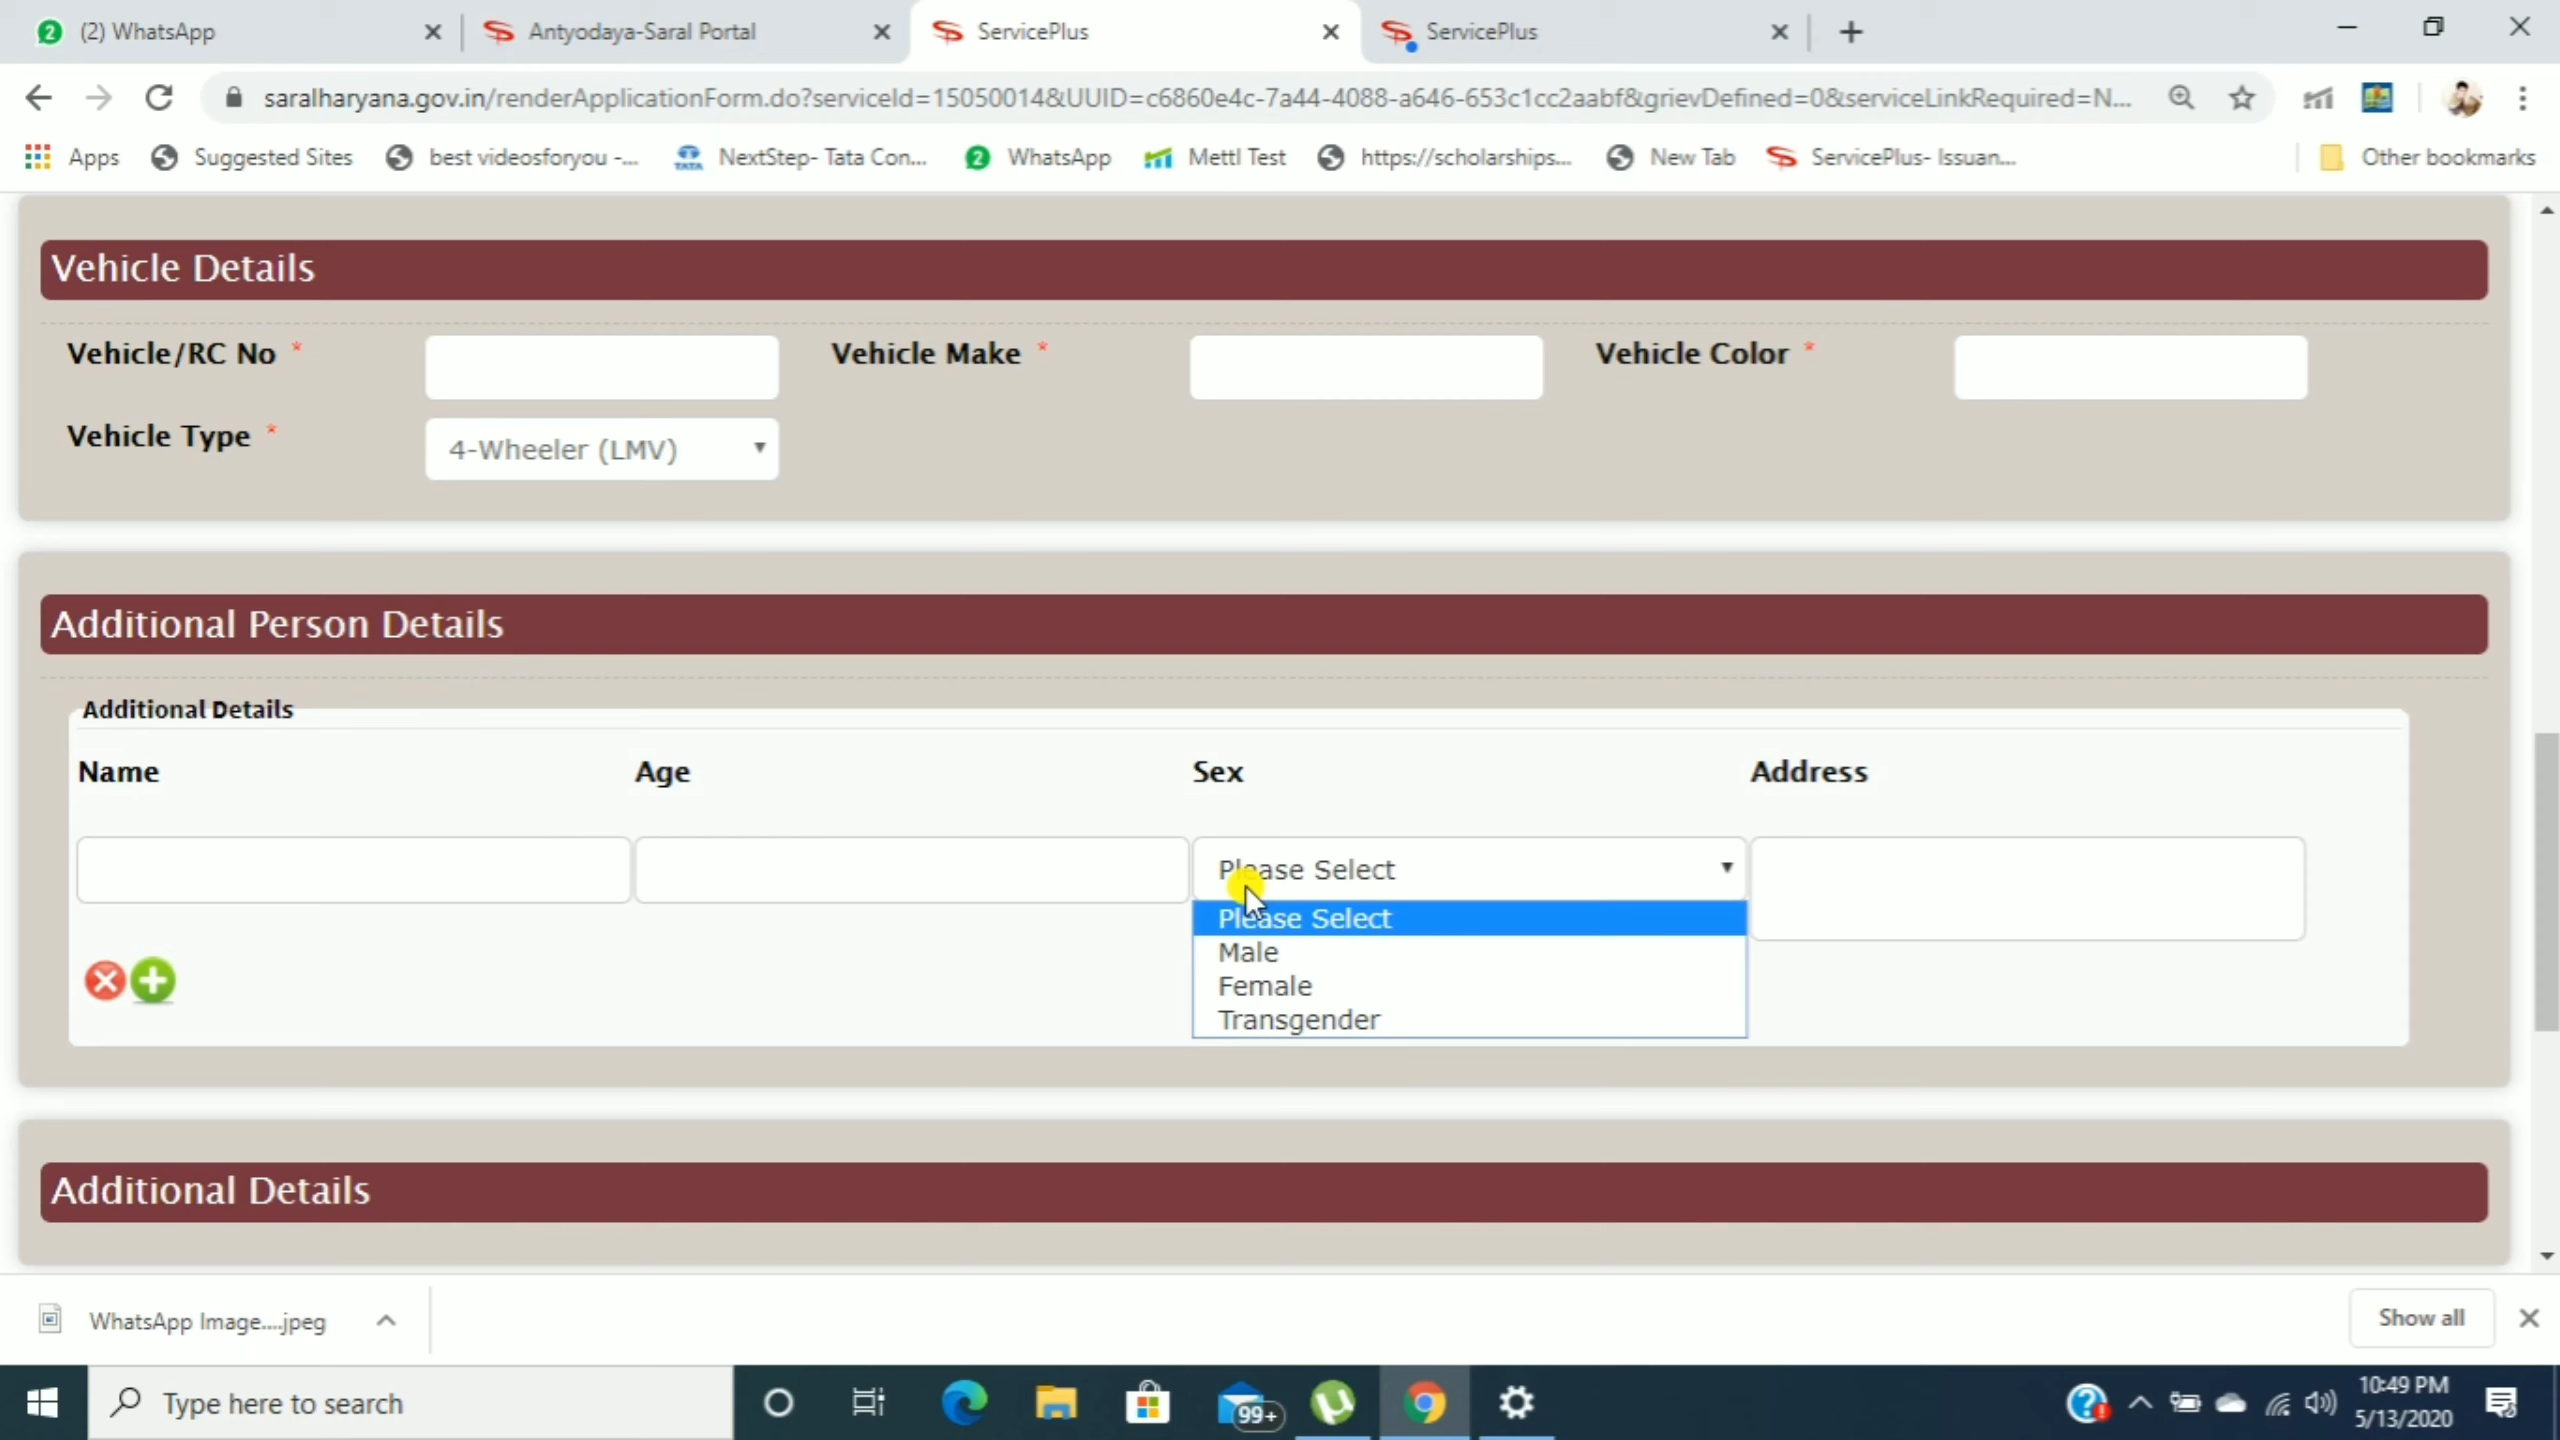 (2) WhatsApp
Antyodaya-Saral Portal
ServicePlus
ServicePlus
saralharyana.gov.in/renderApplicationForm.do?serviceId=15050014&UUID=c6860e4c-7a44-4088-a646-653c1cc2aabf&grievDefined=0&serviceLinkRequired=N...
Apps
Suggested Sites
best videosforyou -...
NextStep- Tata Con...
WhatsApp
Mettl Test
https://scholarships...
New Tab
ServicePlus- Issuan...
Other bookmarks
Vehicle Details
Vehicle/RC No *
Vehicle Make *
Vehicle Color *
Vehicle Type *
4-Wheeler (LMV)
Additional Person Details
Additional Details
Name Age Sex Address
Please Select
Please Select
Male
Female
Transgender
Additional Details
WhatsApp Image....jpeg
Show all
Type here to search
99+
10:49 PM
5/13/2020